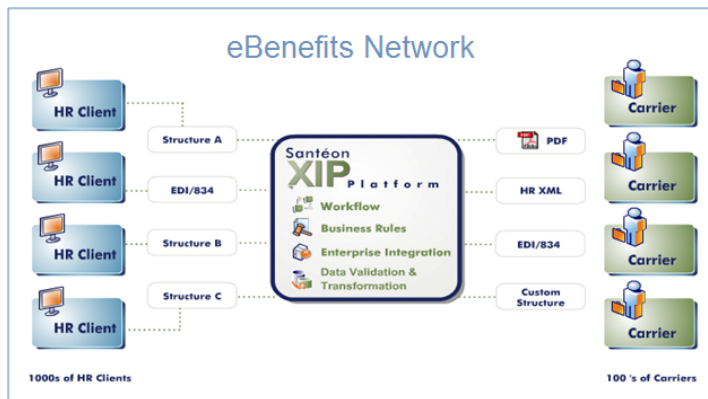 eBenefits Network
HR Client
HR Client
HR Client
HR Client
1000s of HR Clients
Structure A
EDI/834
Structure B
Structure C
Santéon
XIP Platform
Workflow
Business Rules
Enterprise Integration
Data Validation &
Transformation
PDF
HR XML
EDI/834
Custom
Structure
Carrier
Carrier
Carrier
Carrier
100 's of Carriers